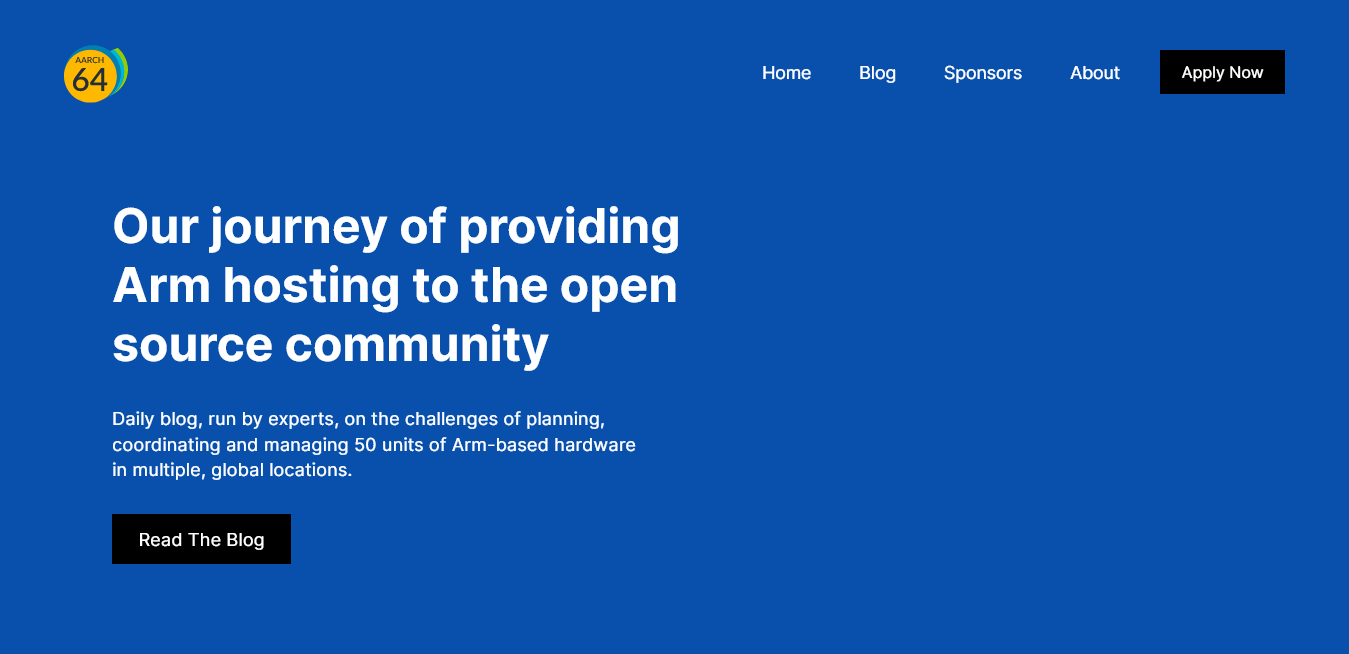 AARCH
64
Home
Blog
Sponsors
About
Apply Now
Our journey of providing
Arm hosting to the open
source community
Daily blog, run by experts, on the challenges of planning,
coordinating and managing 50 units of Arm-based hardware
in multiple, global locations.
Read The Blog